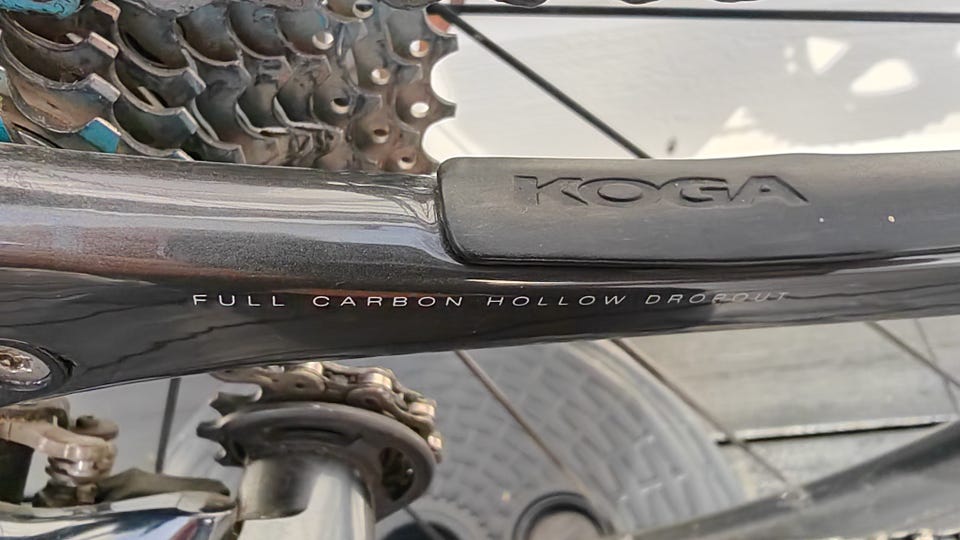 KOGA
FULL CARBON HOLLOW DROPOUT